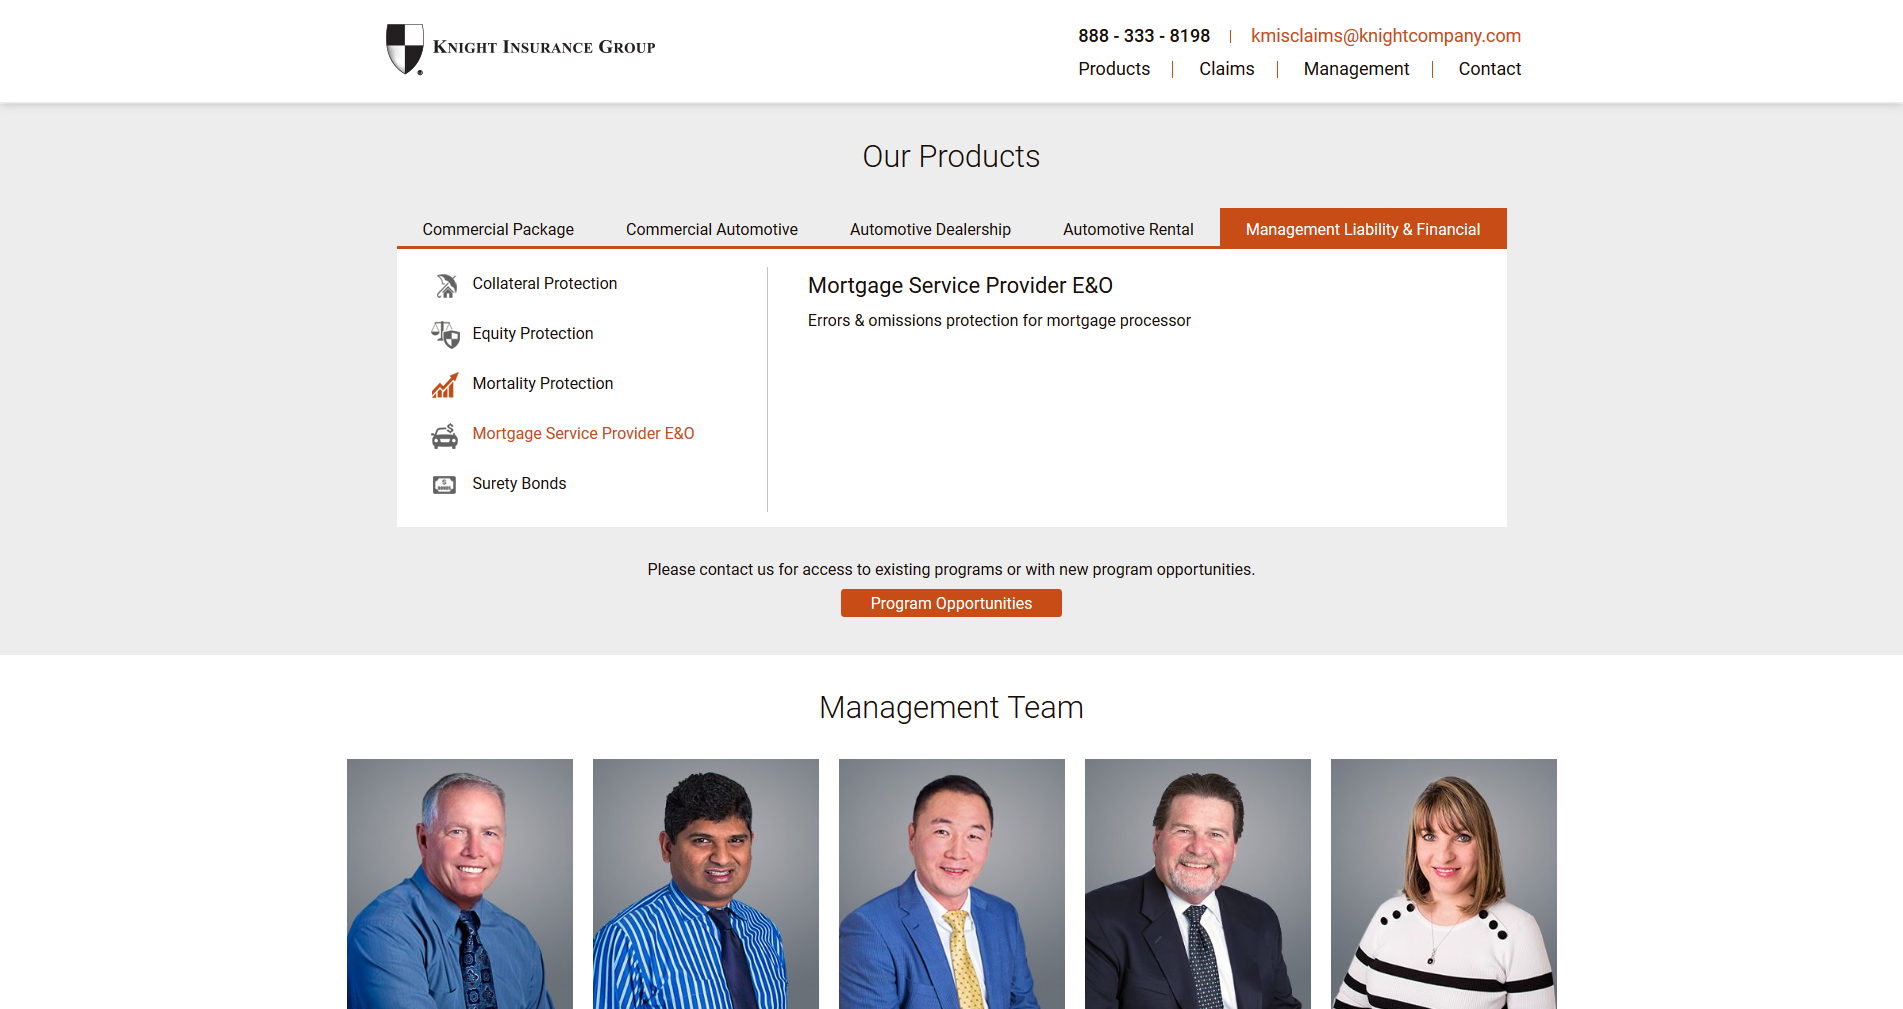 KNIGHT INSURANCE GROUP
888 - 333 - 8198 | kmisclaims@knightcompany.com
Products | Claims | Management | Contact
Our Products
Commercial Package Commercial Automotive Automotive Dealership Automotive Rental Management Liability & Financial
Collateral Protection
Equity Protection
Mortality Protection
Mortgage Service Provider E&O
Surety Bonds
Mortgage Service Provider E&O
Errors & omissions protection for mortgage processor
Please contact us for access to existing programs or with new program opportunities.
Program Opportunities
Management Team